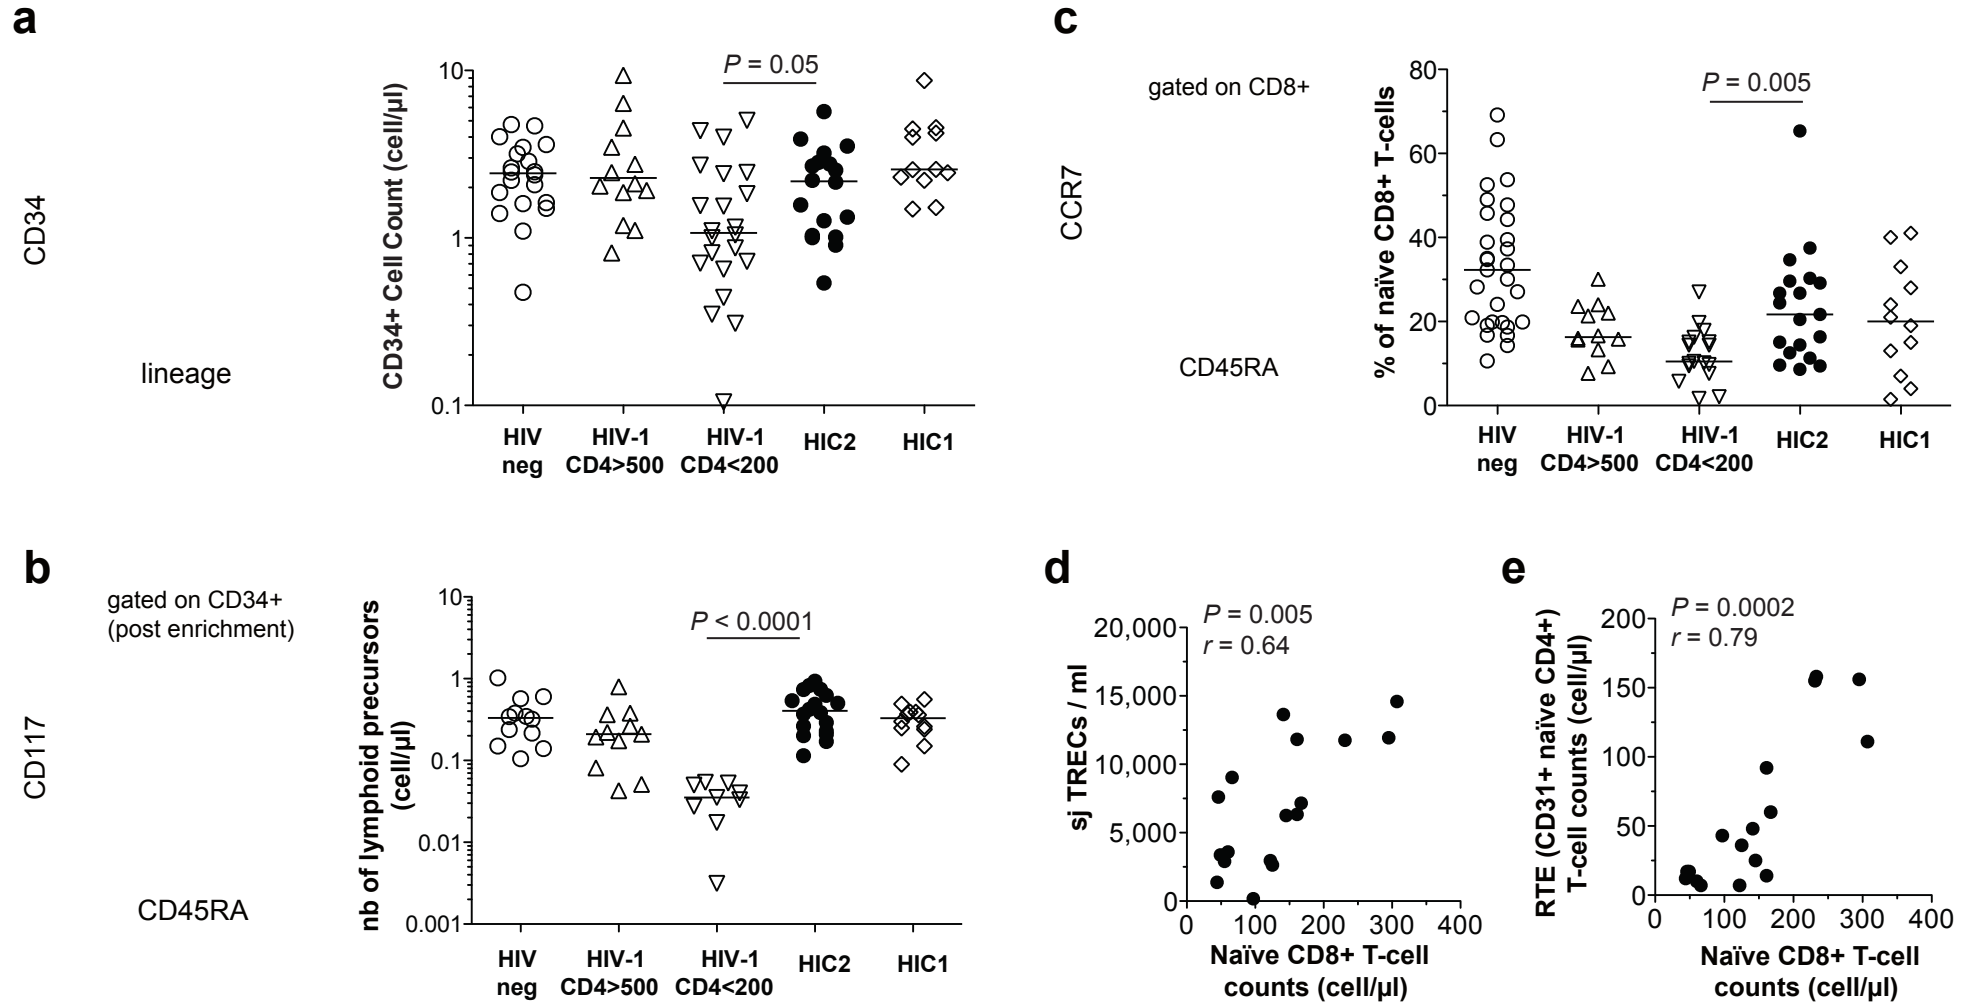 a
CD34
lineage
CD34+ Cell Count (cell/µl)
10
1
0.1
P = 0.05
HIV
neg
HIV-1
CD4>500
HIV-1
CD4<200
HIC2
HIC1
b
gated on CD34+
(post enrichment)
CD117
CD45RA
nb of lymphoid precursors
(cell/µl)
10
1
0.1
0.01
0.001
P < 0.0001
HIV
neg
HIV-1
CD4>500
HIV-1
CD4<200
HIC2
HIC1
c
gated on CD8+
CCR7
CD45RA
% of naïve CD8+ T-cells
80
60
40
20
0
P = 0.005
HIV
neg
HIV-1
CD4>500
HIV-1
CD4<200
HIC2
HIC1
d
P = 0.005
r = 0.64
sj TRECs / ml
20,000
15,000
10,000
5,000
0
0 100 200 300 400
Naïve CD8+ T-cell
counts (cell/µl)
e
P = 0.0002
r = 0.79
RTE (CD31+ naïve CD4+)
T-cell counts (cell/µl)
200
150
100
50
0
0 100 200 300 400
Naïve CD8+ T-cell
counts (cell/µl)